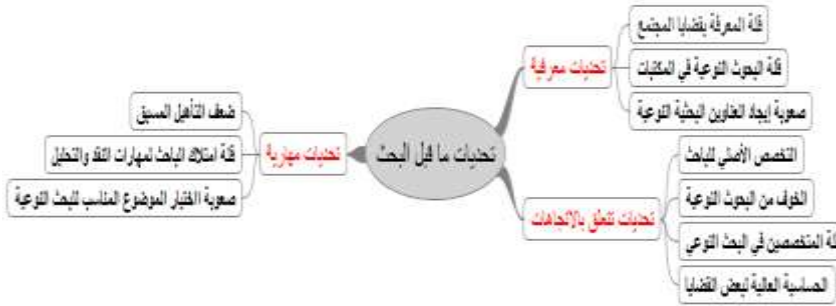 تحديات ما قبل البحث
تحديات معرفية
قلة المعرفة بقضايا المجتمع
قلة البحوث النوعية في المكتبات
صعوبة إيجاد العناوين البحثية النوعية
تحديات تتعلق بالاتجاهات
التخصص الأصلي للباحث
الخوف من البحوث النوعية
لة المتخصصين في البحث النوعي
الحساسية العالية لبعض القضايا
تحديات مهارية
ضعف التأهيل المسبق
قلة امتلاك الباحث لمهارات النقد والتحليل
صعوبة اختيار الموضوع المناسب للبحث النوعية